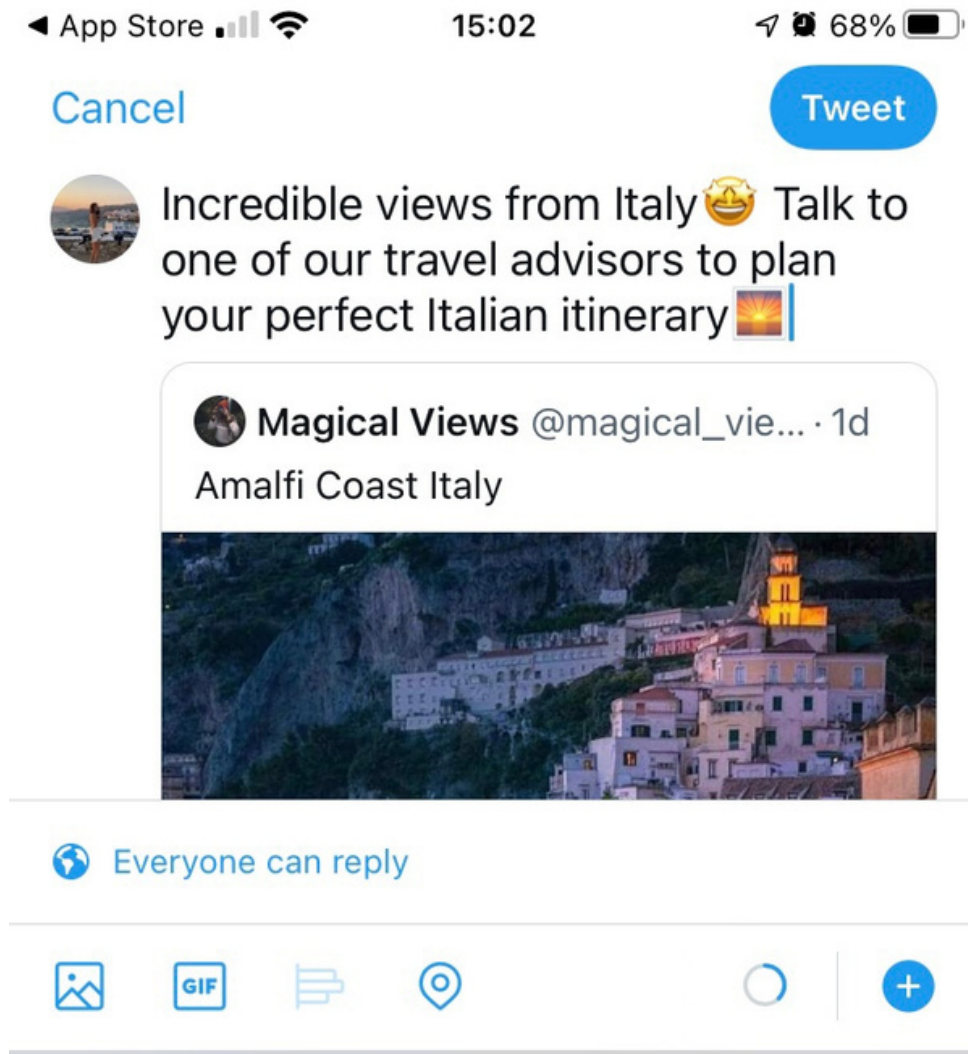 ◀ App Store 15:02 68%
Cancel Tweet
Incredible views from Italy🤩 Talk to
one of our travel advisors to plan
your perfect Italian itinerary🌅
Magical Views @magical_vie... · 1d
Amalfi Coast Italy
Everyone can reply
GIF